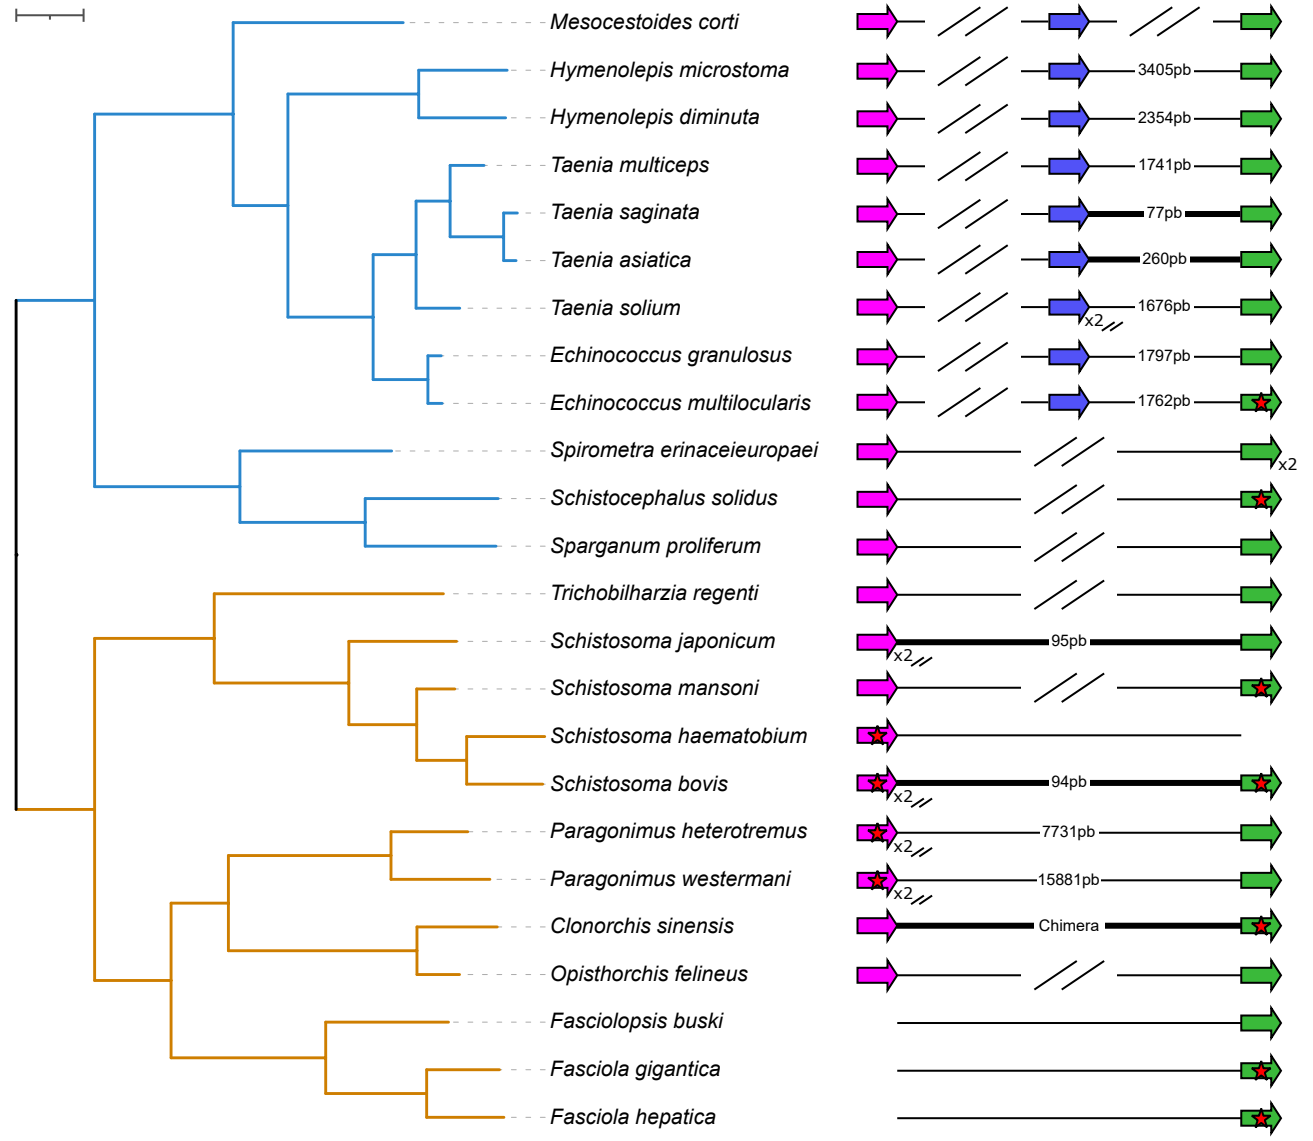 Mesocestoides corti
Hymenolepis microstoma 3405pb
Hymenolepis diminuta 2354pb
Taenia multiceps 1741pb
Taenia saginata 77pb
Taenia asiatica 260pb
Taenia solium 1676pb
x2
Echinococcus granulosus 1797pb
Echinococcus multilocularis 1762pb
Spirometra erinaceieuropaei
x2
Schistocephalus solidus
Sparganum proliferum
Trichobilharzia regenti
Schistosoma japonicum 95pb
x2
Schistosoma mansoni
Schistosoma haematobium
Schistosoma bovis 94pb
x2
Paragonimus heterotremus 7731pb
x2
Paragonimus westermani 15881pb
x2
Clonorchis sinensis Chimera
Opisthorchis felineus
Fasciolopsis buski
Fasciola gigantica
Fasciola hepatica